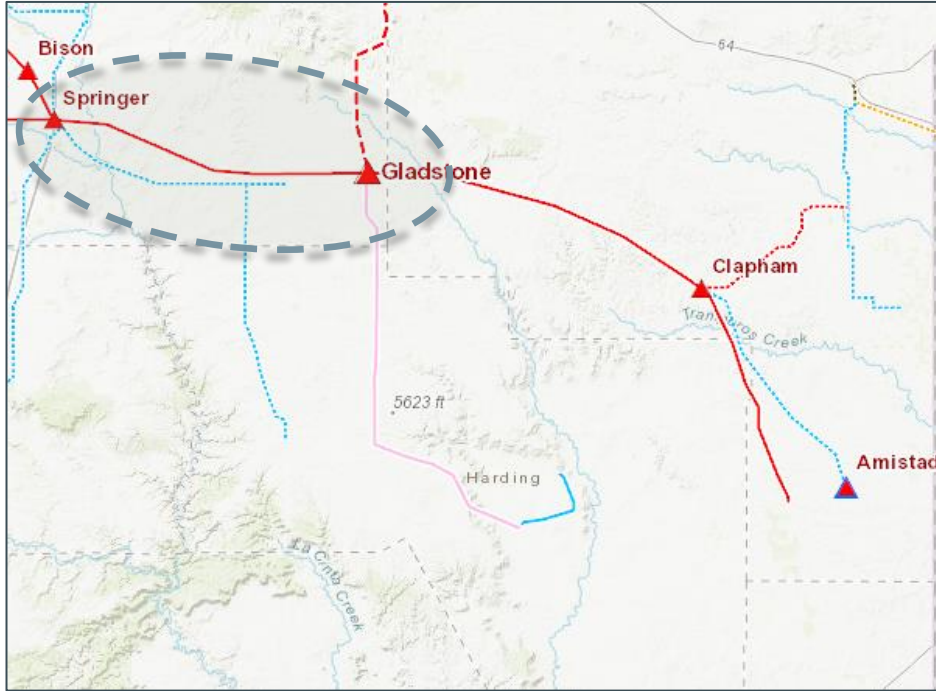 Bison
64
Springer
Gladstone
Clapham
5623 ft
Amistad
Harding
La Cinta Creek
Creek